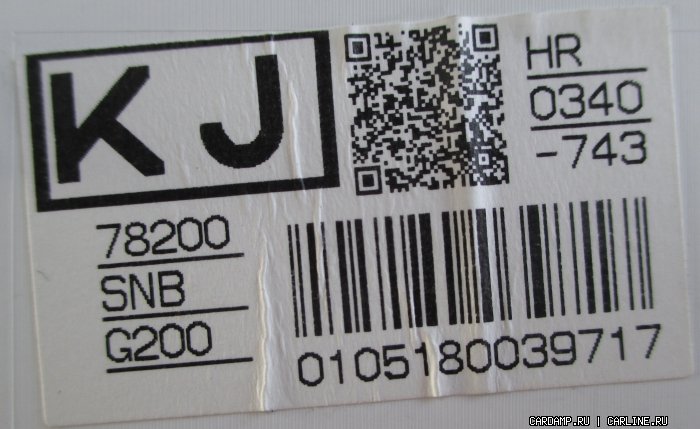 KJ
HR
0340
-743
78200
SNB
G200
0105180039717
CARDAMP.RU | CARLINE.RU